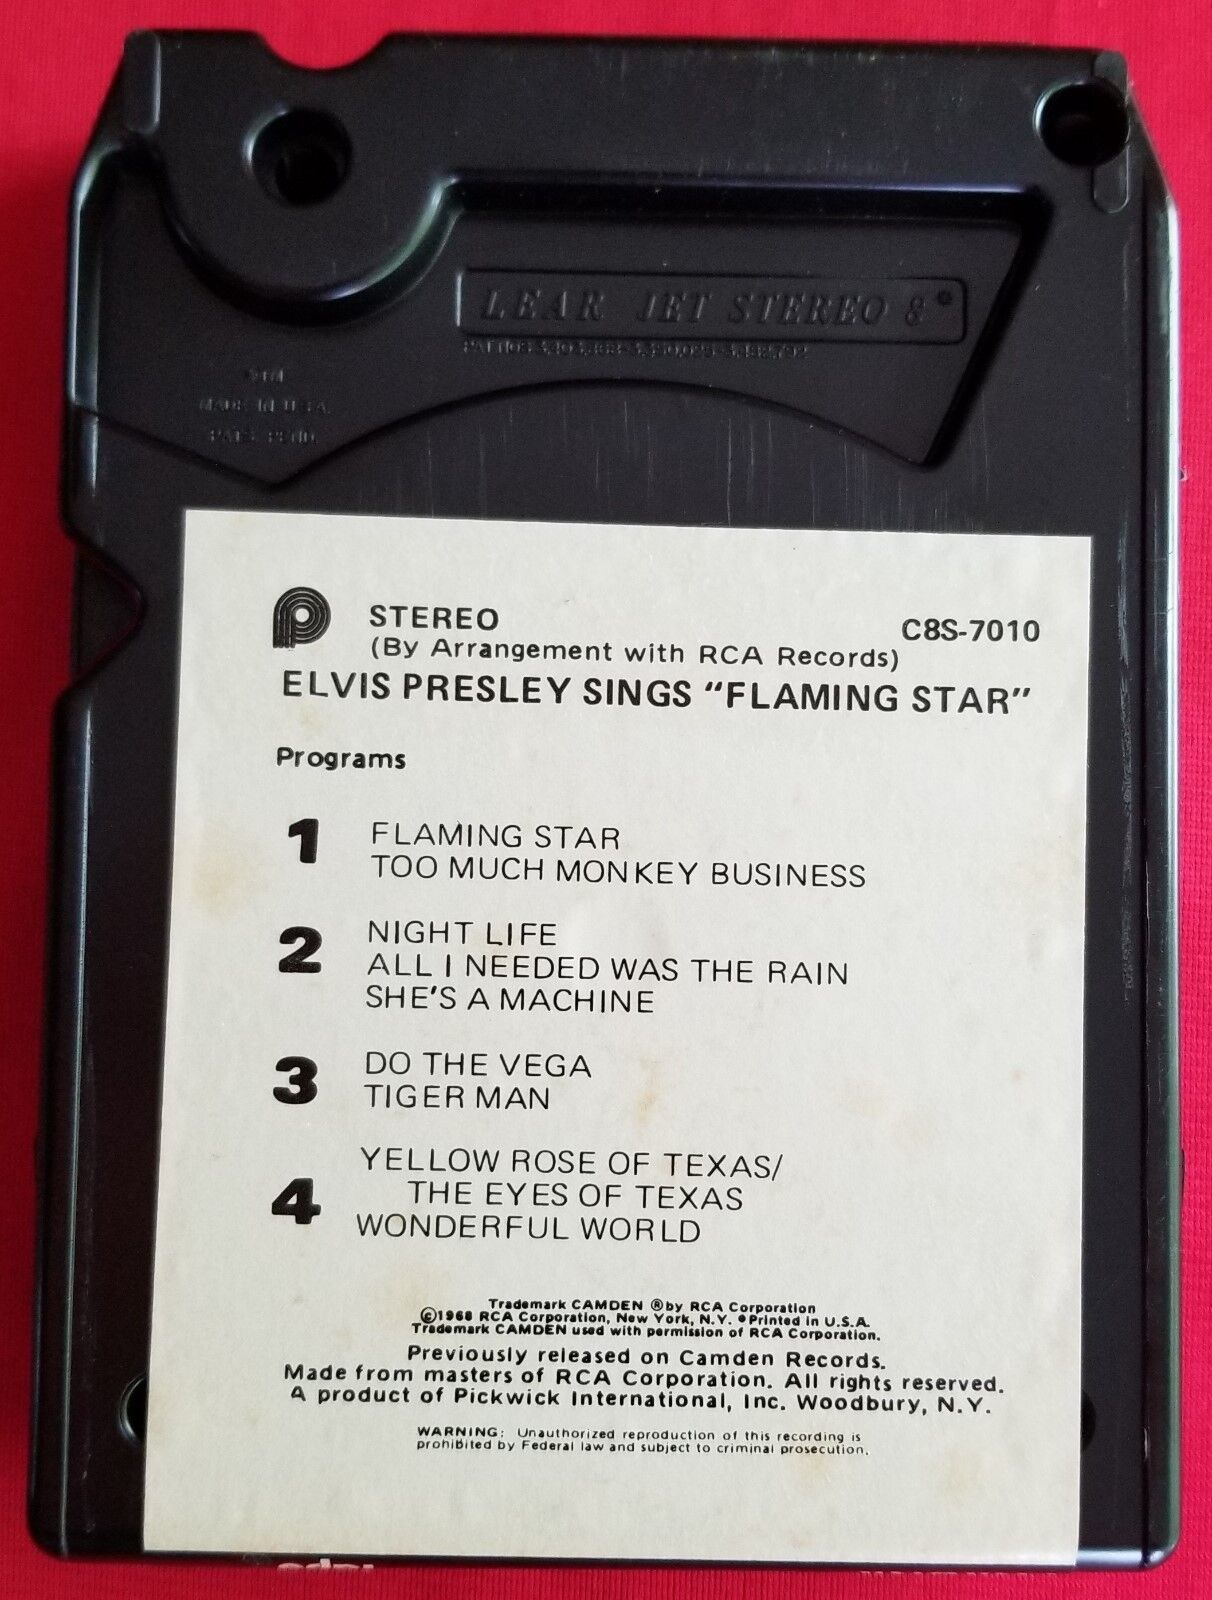 LEAR JET STEREO 8
MADE IN U.S.A.
PATS. PEND.
STEREO
C8S-7010
(By Arrangement with RCA Records)
ELVIS PRESLEY SINGS "FLAMING STAR"
Programs
1
FLAMING STAR
TOO MUCH MONKEY BUSINESS
2
NIGHT LIFE
ALL I NEEDED WAS THE RAIN
SHE'S A MACHINE
3
DO THE VEGA
TIGER MAN
4
YELLOW ROSE OF TEXAS/
THE EYES OF TEXAS
WONDERFUL WORLD
Trademark CAMDEN ® by RCA Corporation
©1968 RCA Corporation, New York, N.Y. • Printed in U.S.A.
Trademark CAMDEN used with permission of RCA Corporation.
Previously released on Camden Records.
Made from masters of RCA Corporation. All rights reserved.
A product of Pickwick International, Inc. Woodbury, N.Y.
WARNING: Unauthorized reproduction of this recording is
prohibited by Federal law and subject to criminal prosecution.